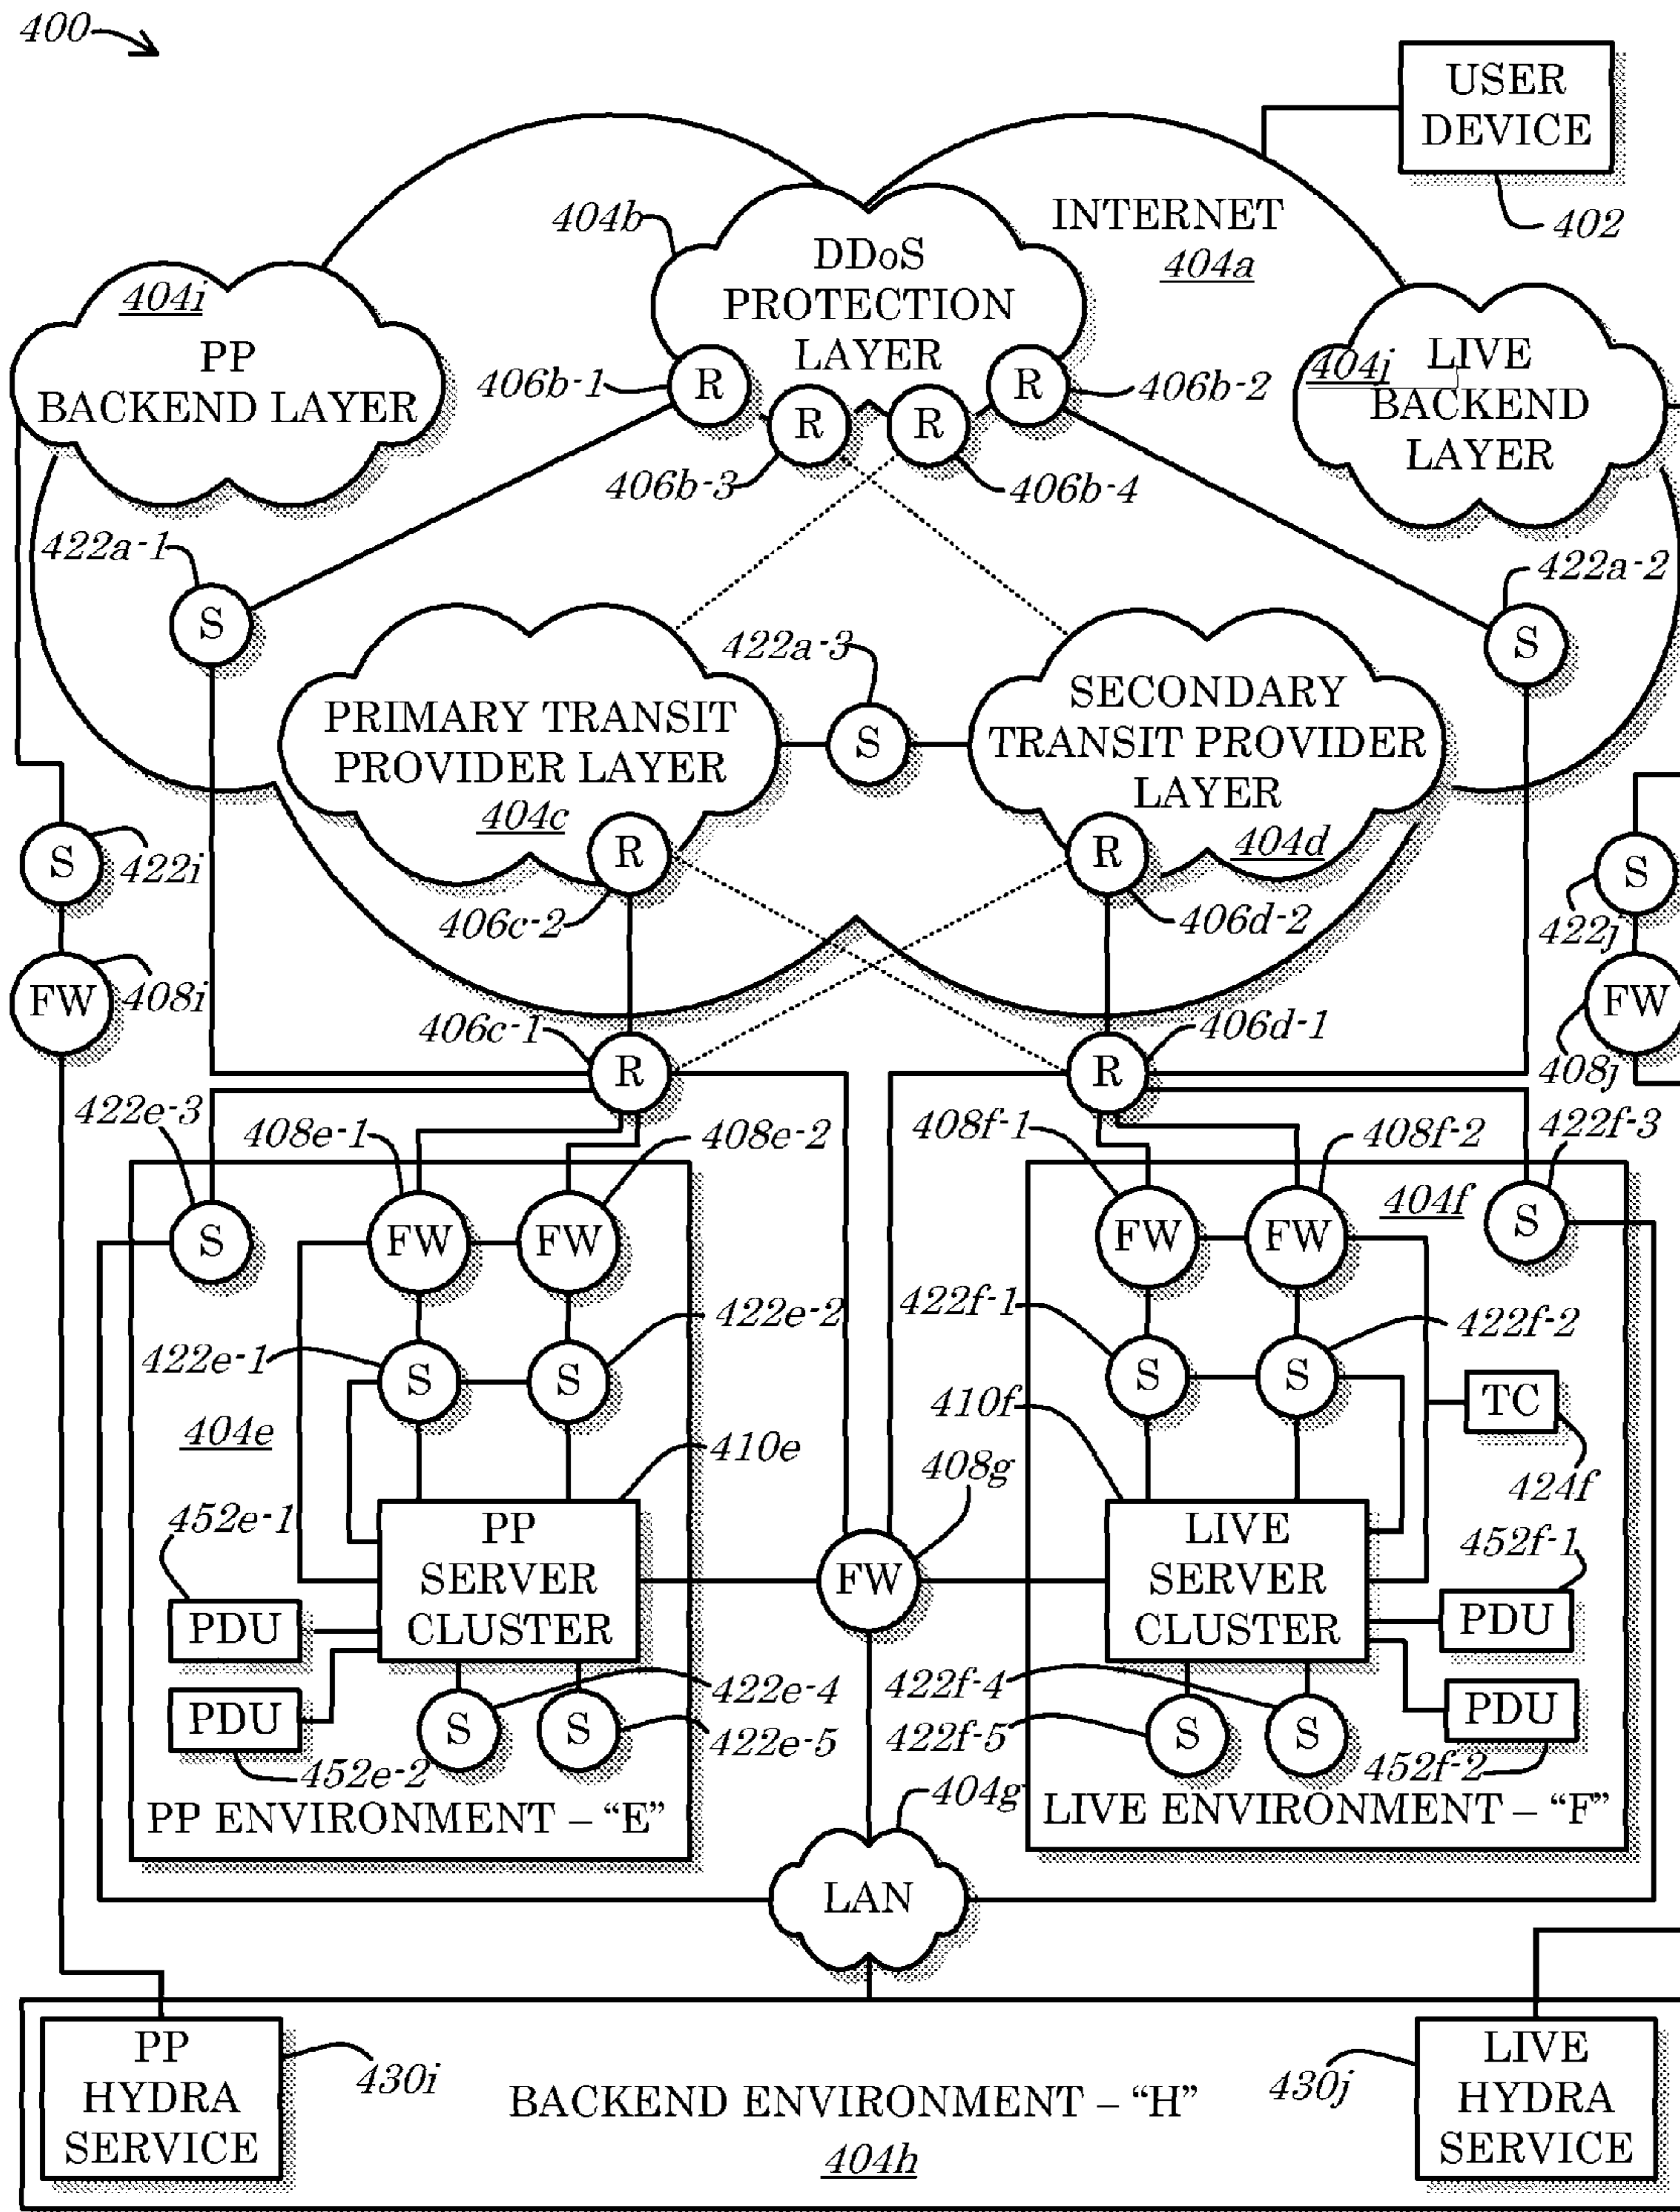 400
USER
DEVICE
402
INTERNET
404a
404b
DDoS
PROTECTION
LAYER
404i
PP
BACKEND LAYER
404j
LIVE
BACKEND
LAYER
406b-1
R
R
406b-2
R
R
406b-3
406b-4
422a-1
S
422a-2
S
422a-3
S
PRIMARY TRANSIT
PROVIDER LAYER
404c
R
SECONDARY
TRANSIT PROVIDER
LAYER
404d
R
406c-2
406d-2
S
422i
FW
408i
S
422j
FW
408j
406c-1
R
406d-1
R
422e-3
408e-1
408e-2
408f-1
408f-2
422f-3
S
FW
FW
FW
FW
404f
S
422e-1
S
S
422e-2
422f-1
S
S
422f-2
404e
410e
410f
408g
TC
424f
452e-1
PP
SERVER
CLUSTER
FW
LIVE
SERVER
CLUSTER
452f-1
PDU
PDU
PDU
PDU
452e-2
S
S
422e-4
422e-5
422f-4
422f-5
S
S
452f-2
PP ENVIRONMENT – “E”
404g
LIVE ENVIRONMENT – “F”
LAN
PP
HYDRA
SERVICE
430i
BACKEND ENVIRONMENT – “H”
404h
430j
LIVE
HYDRA
SERVICE